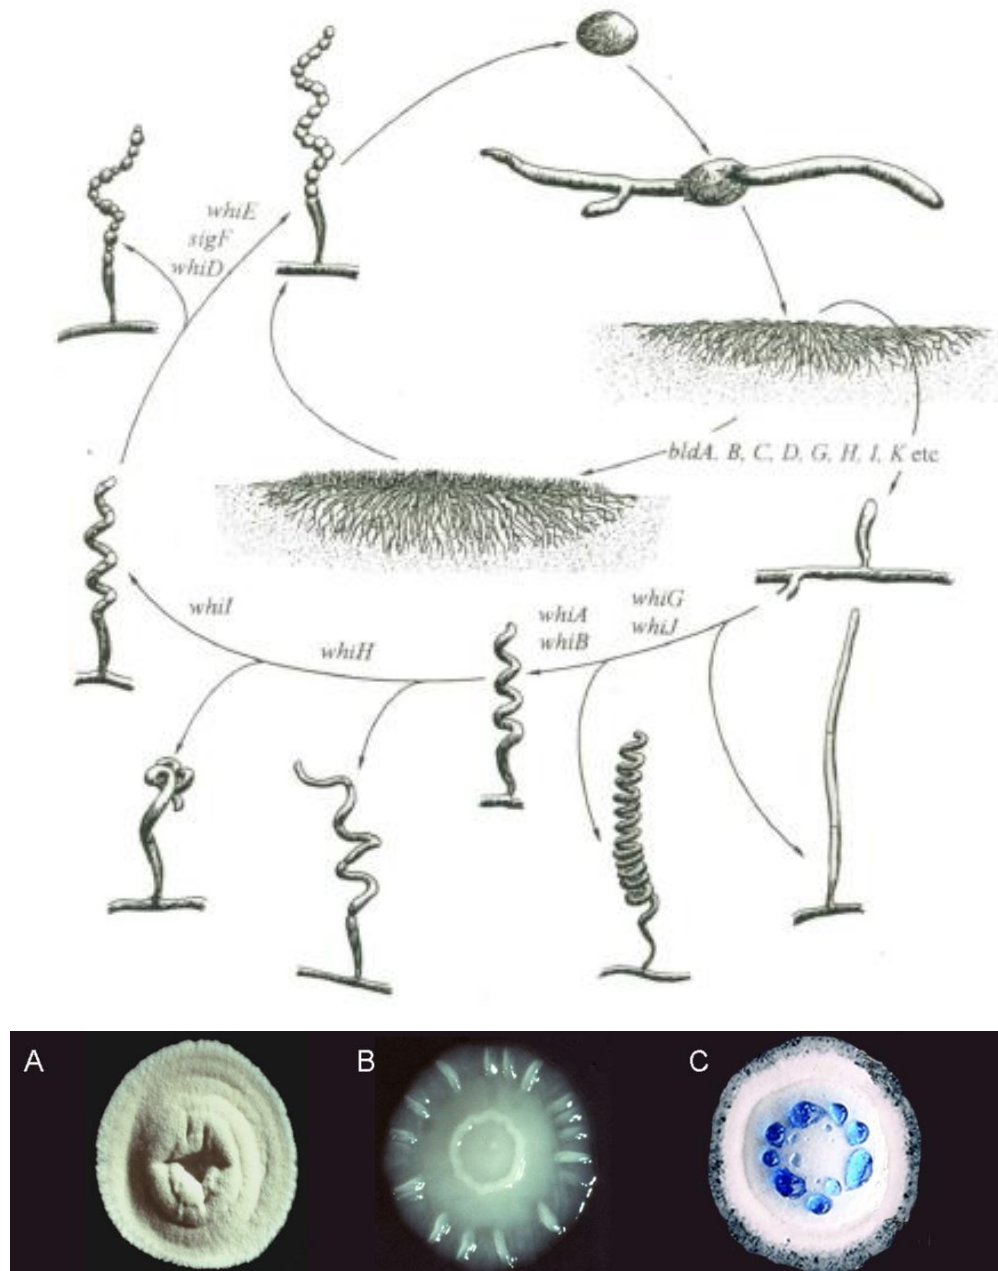 whiE
sigF
whiD
bldA, B, C, D, G, H, I, K etc
whiG
whiJ
whiA
whiB
whiI
whiH
A
B
C